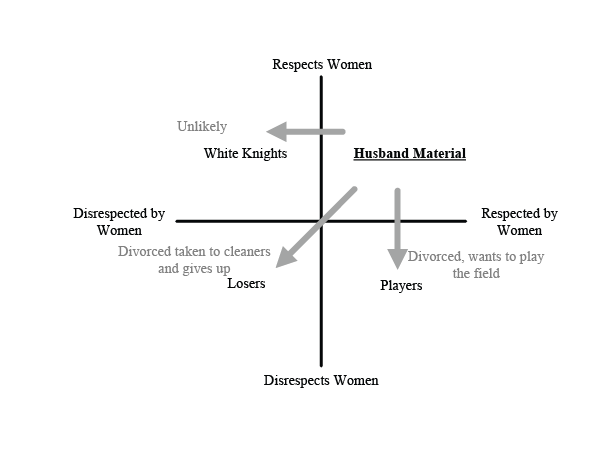 Respects Women
Unlikely
White Knights
Husband Material
Disrespected by
Women
Respected by
Women
Divorced taken to cleaners
and gives up
Losers
Divorced, wants to play
the field
Players
Disrespects Women